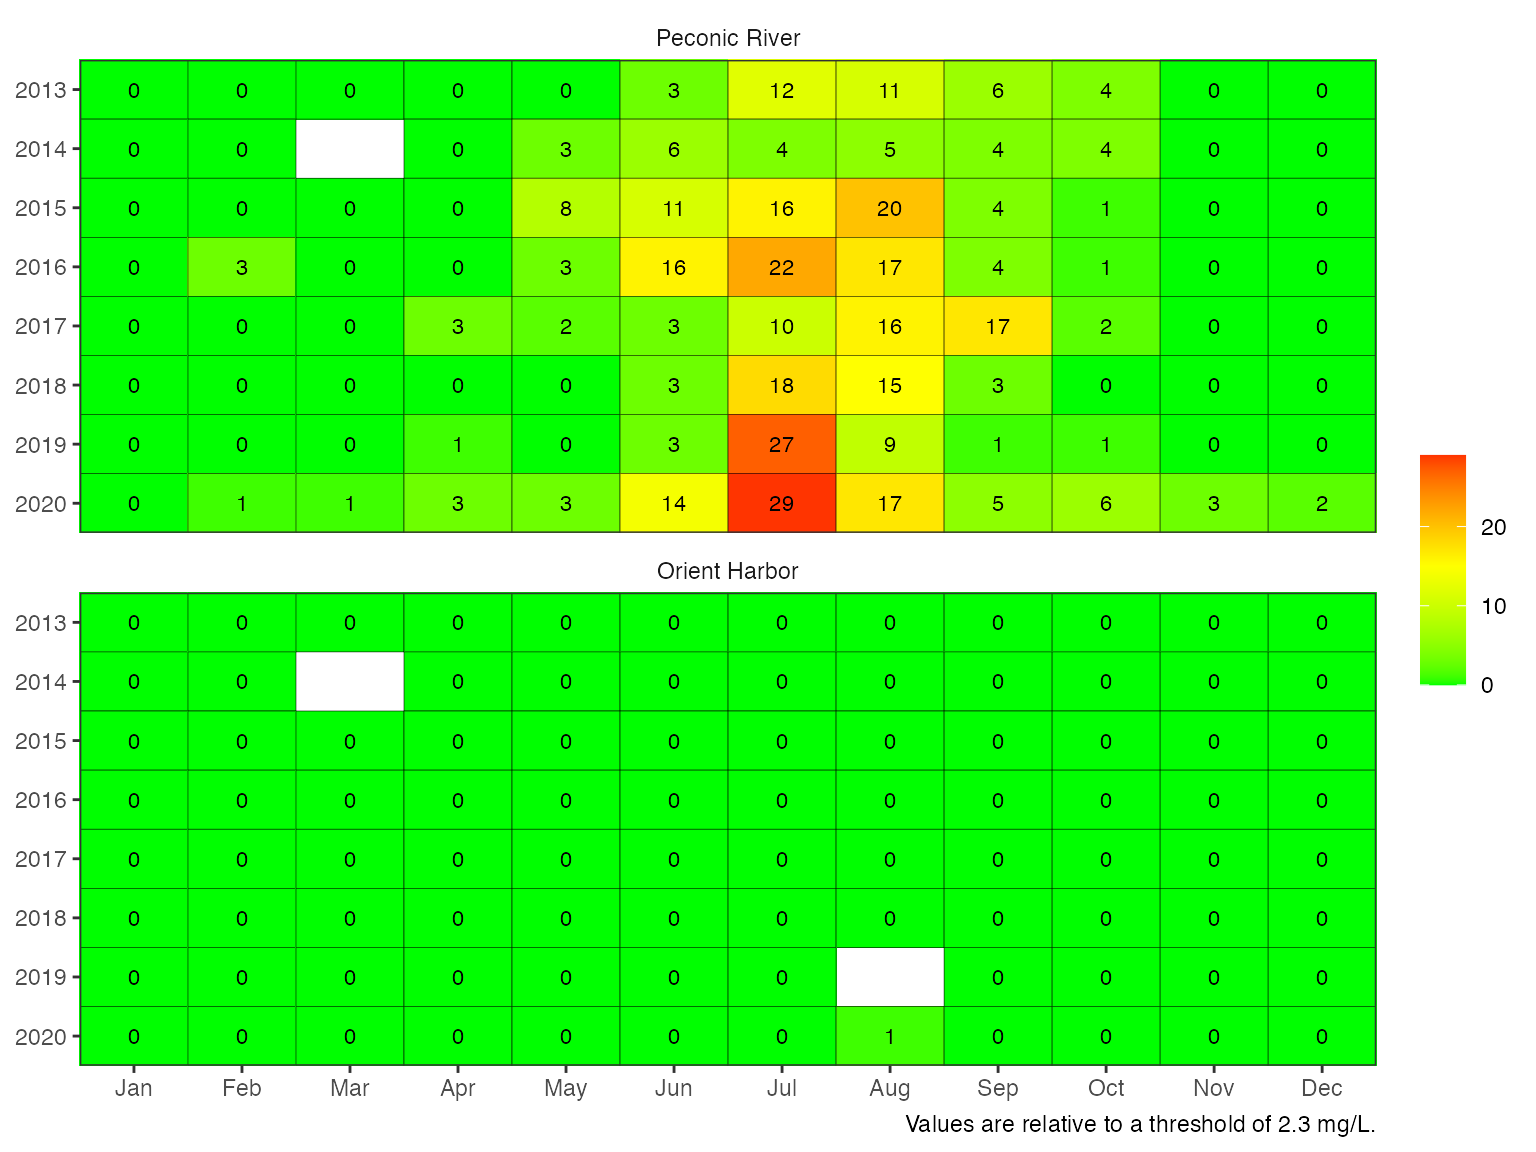 Peconic River
2013 0 0 0 0 0 3 12 11 6 4 0 0
2014 0 0 0 3 6 4 5 4 4 0 0
2015 0 0 0 0 8 11 16 20 4 1 0 0
2016 0 3 0 0 3 16 22 17 4 1 0 0
2017 0 0 0 3 2 3 10 16 17 2 0 0
2018 0 0 0 0 0 3 18 15 3 0 0 0
2019 0 0 0 1 0 3 27 9 1 1 0 0
2020 0 1 1 3 3 14 29 17 5 6 3 2
Orient Harbor
2013 0 0 0 0 0 0 0 0 0 0 0 0
2014 0 0 0 0 0 0 0 0 0 0 0
2015 0 0 0 0 0 0 0 0 0 0 0 0
2016 0 0 0 0 0 0 0 0 0 0 0 0
2017 0 0 0 0 0 0 0 0 0 0 0 0
2018 0 0 0 0 0 0 0 0 0 0 0 0
2019 0 0 0 0 0 0 0 0 0 0 0
2020 0 0 0 0 0 0 0 1 0 0 0 0
Jan Feb Mar Apr May Jun Jul Aug Sep Oct Nov Dec
Values are relative to a threshold of 2.3 mg/L.
20
10
0